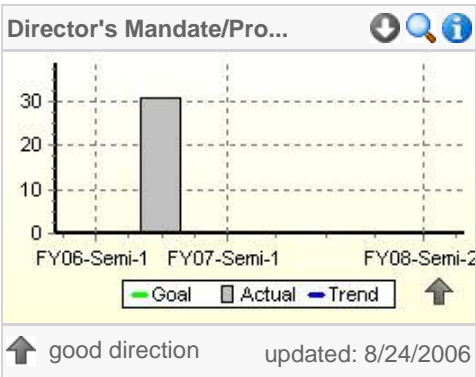 Director's Mandate/Pro...
30
20
10
0
FY06-Semi-1 FY07-Semi-1 FY08-Semi-2
Goal Actual Trend
good direction updated: 8/24/2006